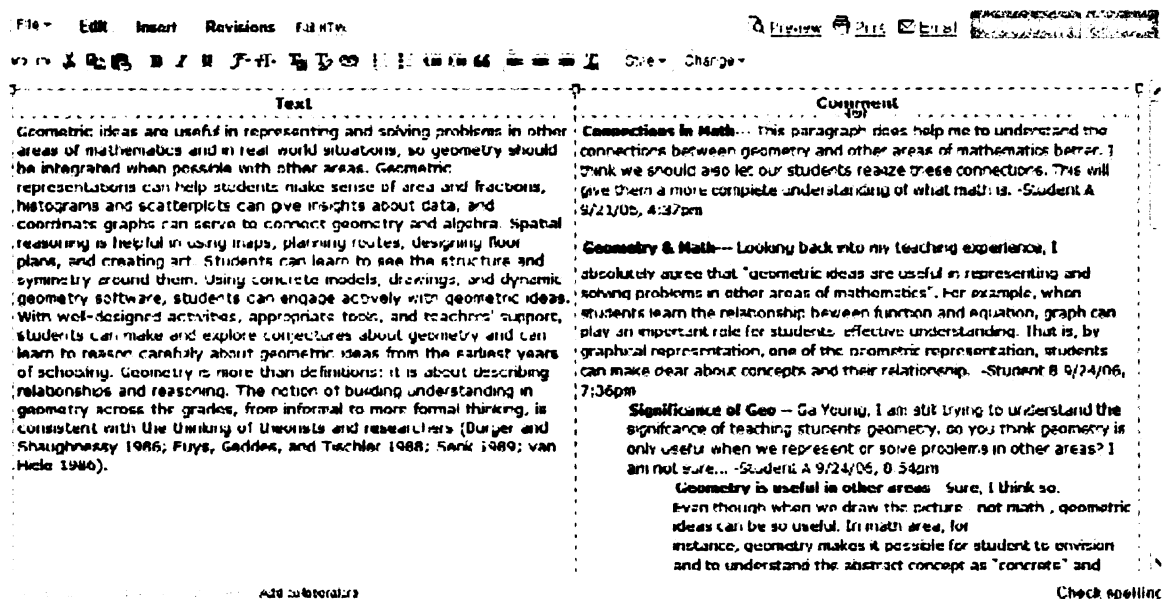 File Edit Insert Revisions Edit HTML
Preview Print Email
Style Change
Text
Geometric ideas are useful in representing and solving problems in other
areas of mathematics and in real world situations, so geometry should
be integrated when possible with other areas. Geometric
representations can help students make sense of area and fractions,
histograms and scatterplots can give insights about data, and
coordinate graphs can serve to connect geometry and algebra. Spatial
reasoning is helpful in using maps, planning routes, designing floor
plans, and creating art. Students can learn to see the structure and
symmetry around them. Using concrete models, drawings, and dynamic
geometry software, students can engage actively with geometric ideas.
With well-designed activities, appropriate tools, and teachers' support,
students can make and explore conjectures about geometry and can
learn to reason carefully about geometric ideas from the earliest years
of schooling. Geometry is more than definitions; it is about describing
relationships and reasoning. The notion of building understanding in
geometry across the grades, from informal to more formal thinking, is
consistent with the thinking of theorists and researchers (Burger and
Shaughnessy 1986; Fuys, Geddes, and Tischler 1988; Senk 1989; van
Hiele 1986).
Comment
Connections in Math--- This paragraph does help me to understand the
connections between geometry and other areas of mathematics better. I
think we should also let our students realize these connections. This will
give them a more complete understanding of what math is. -Student A
9/21/06, 4:37pm
Geometry & Math--- Looking back into my teaching experience, I
absolutely agree that "geometric ideas are useful in representing and
solving problems in other areas of mathematics". For example, when
students learn the relationship beween function and equation, graph can
play an important role for students' effective understanding. That is, by
graphical representation, one of the geometric representation, students
can make clear about concepts and their relationship. -Student B 9/24/06,
7:36pm
Significance of Geo -- Ga Young, I am still trying to understand the
significance of teaching students geometry, do you think geometry is
only useful when we represent or solve problems in other areas? I
am not sure... -Student A 9/24/06, 8:54pm
Geometry is useful in other areas Sure, I think so.
Even though when we draw the picture not math , geometric
ideas can be so useful. In math area, for
instance, geometry makes it possible for student to envision
and to understand the abstract concept as "concrete" and
Add collaborators
Check spelling